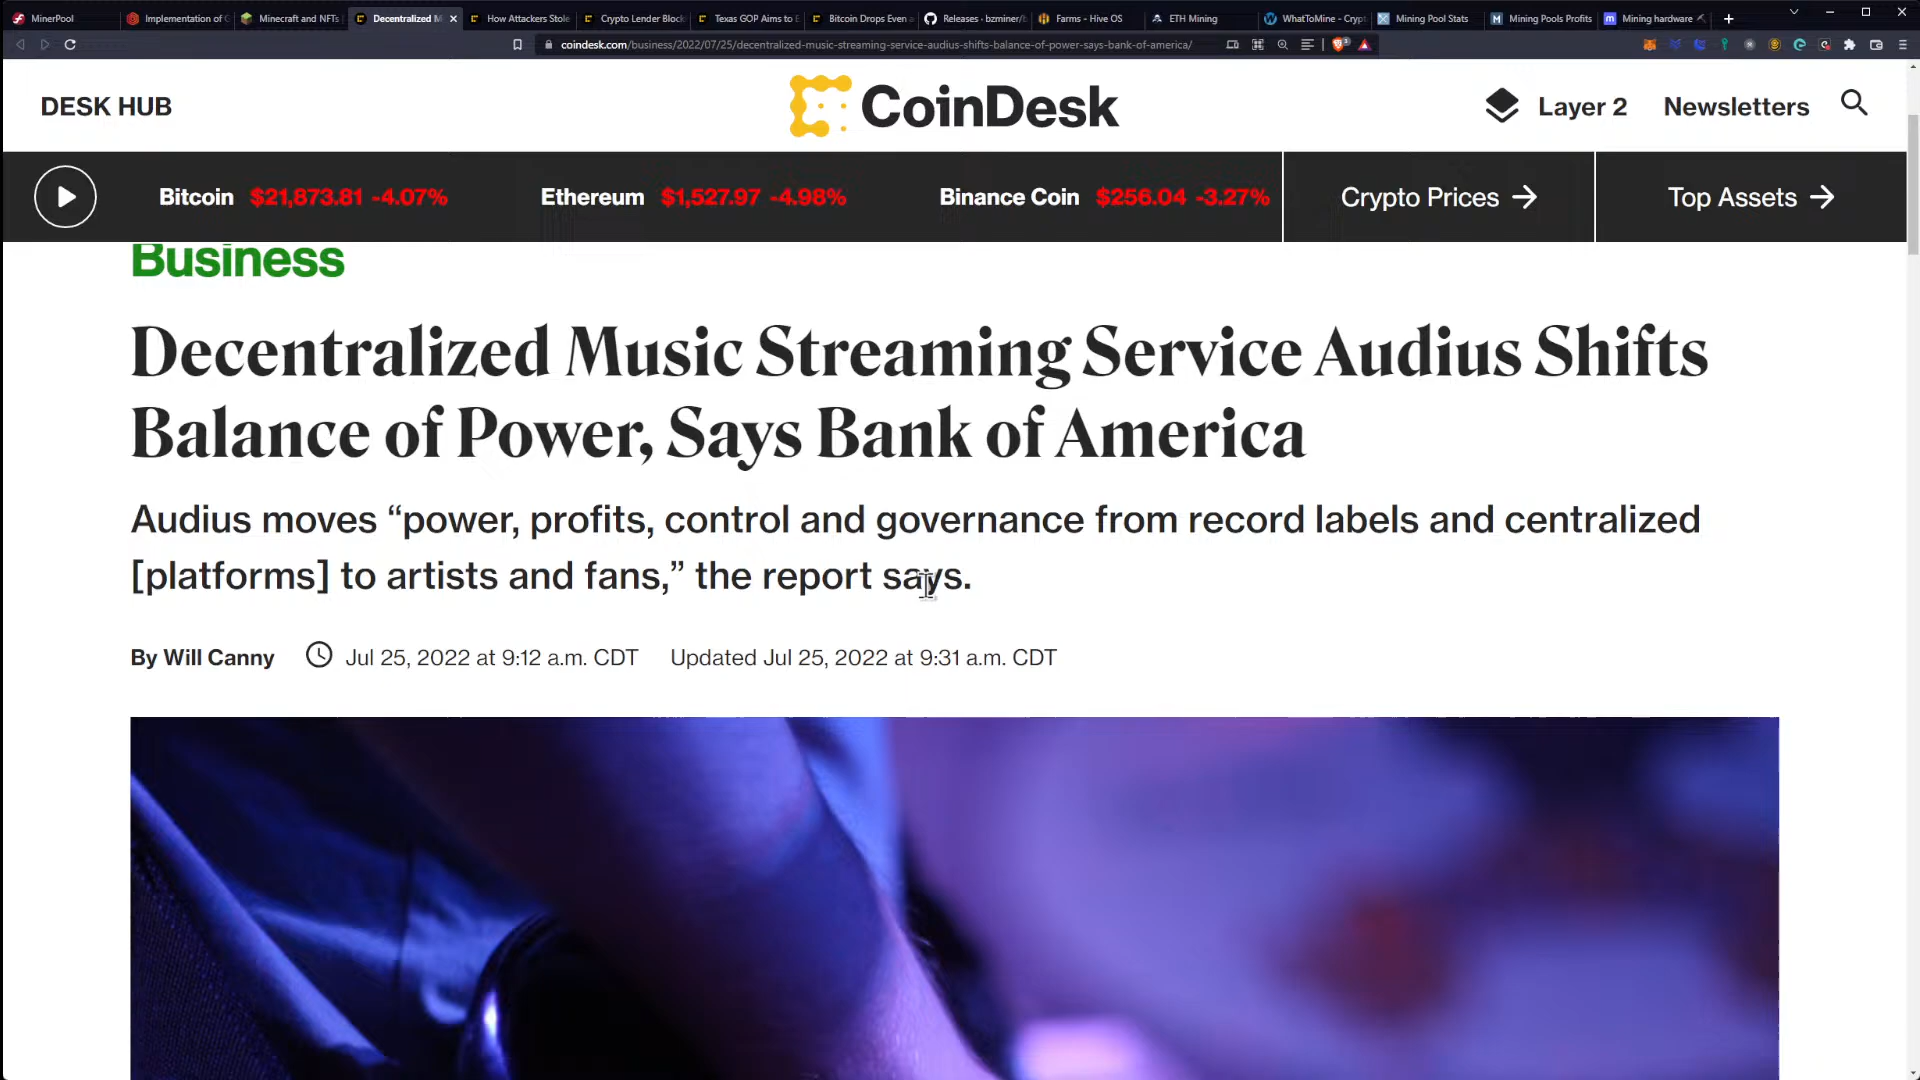 MinerPool
Implementation of
Minecraft and NFTs
Decentralized M
How Attackers Stole
Crypto Lender Block
Texas GOP Aims to
Bitcoin Drops Even
Releases · bzminer/
Farms - Hive OS
ETH Mining
WhatToMine - Crypt
Mining Pool Stats
Mining Pools Profits
Mining hardware
coindesk.com/business/2022/07/25/decentralized-music-streaming-service-audius-shifts-balance-of-power-says-bank-of-america/
DESK HUB
CoinDesk
Layer 2
Newsletters
Bitcoin $21,873.81 -4.07%
Ethereum $1,527.97 -4.98%
Binance Coin $256.04 -3.27%
Crypto Prices →
Top Assets →
Business
Decentralized Music Streaming Service Audius Shifts
Balance of Power, Says Bank of America
Audius moves “power, profits, control and governance from record labels and centralized
[platforms] to artists and fans,” the report says.
By Will Canny
Jul 25, 2022 at 9:12 a.m. CDT
Updated Jul 25, 2022 at 9:31 a.m. CDT